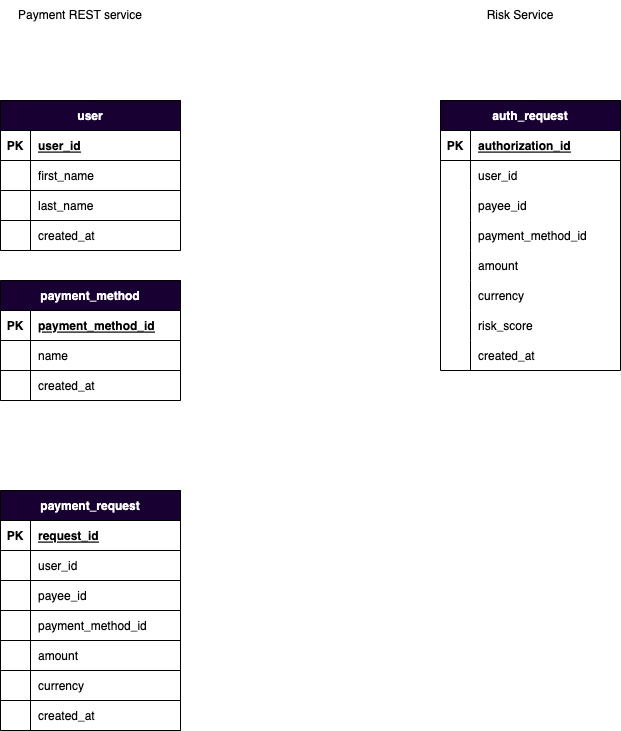 Payment REST service
Risk Service
user
PK user_id
first_name
last_name
created_at
payment_method
PK payment_method_id
name
created_at
payment_request
PK request_id
user_id
payee_id
payment_method_id
amount
currency
created_at
auth_request
PK authorization_id
user_id
payee_id
payment_method_id
amount
currency
risk_score
created_at